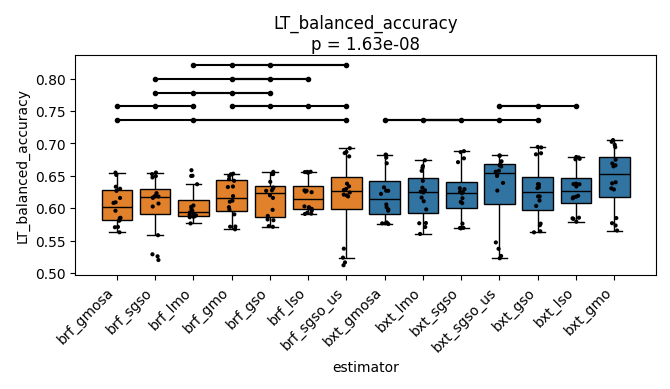 LT_balanced_accuracy
p = 1.63e-08
LT_balanced_accuracy
0.80
0.75
0.70
0.65
0.60
0.55
0.50
brf_gmosa
brf_sgso
brf_lmo
brf_gmo
brf_gso
brf_lso
brf_sgso_us
bxt_gmosa
bxt_lmo
bxt_sgso
bxt_sgso_us
bxt_gso
bxt_lso
bxt_gmo
estimator